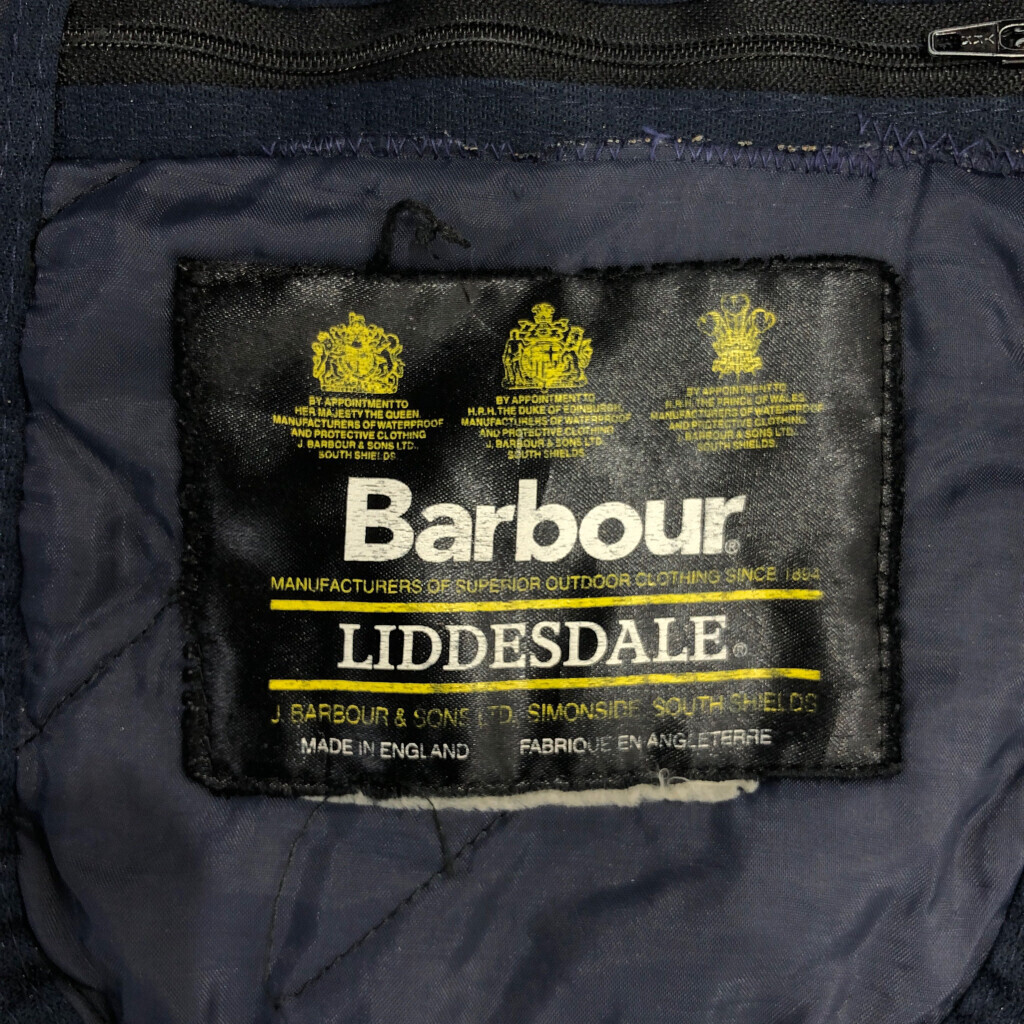 YKK
BY APPOINTMENT TO
HER MAJESTY THE QUEEN
MANUFACTURERS OF WATERPROOF
AND PROTECTIVE CLOTHING
J. BARBOUR & SONS LTD.
SOUTH SHIELDS
BY APPOINTMENT TO
H.R.H. THE DUKE OF EDINBURGH
MANUFACTURERS OF WATERPROOF
AND PROTECTIVE CLOTHING
J. BARBOUR & SONS LTD.
SOUTH SHIELDS
BY APPOINTMENT TO
H.R.H. THE PRINCE OF WALES
MANUFACTURERS OF WATERPROOF
AND PROTECTIVE CLOTHING
BARBOUR & SONS LTD.
SOUTH SHIELDS
Barbour®
MANUFACTURERS OF SUPERIOR OUTDOOR CLOTHING SINCE 1894
LIDDESDALE®
J. BARBOUR & SONS LTD. SIMONSIDE SOUTH SHIELDS
MADE IN ENGLAND FABRIQUE EN ANGLETERRE